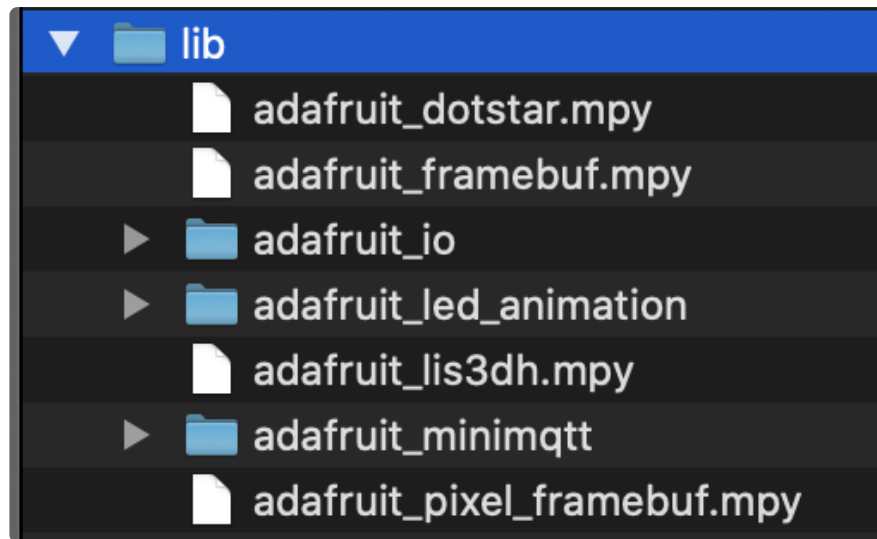 lib
adafruit_dotstar.mpy
adafruit_framebuf.mpy
adafruit_io
adafruit_led_animation
adafruit_lis3dh.mpy
adafruit_minimqtt
adafruit_pixel_framebuf.mpy